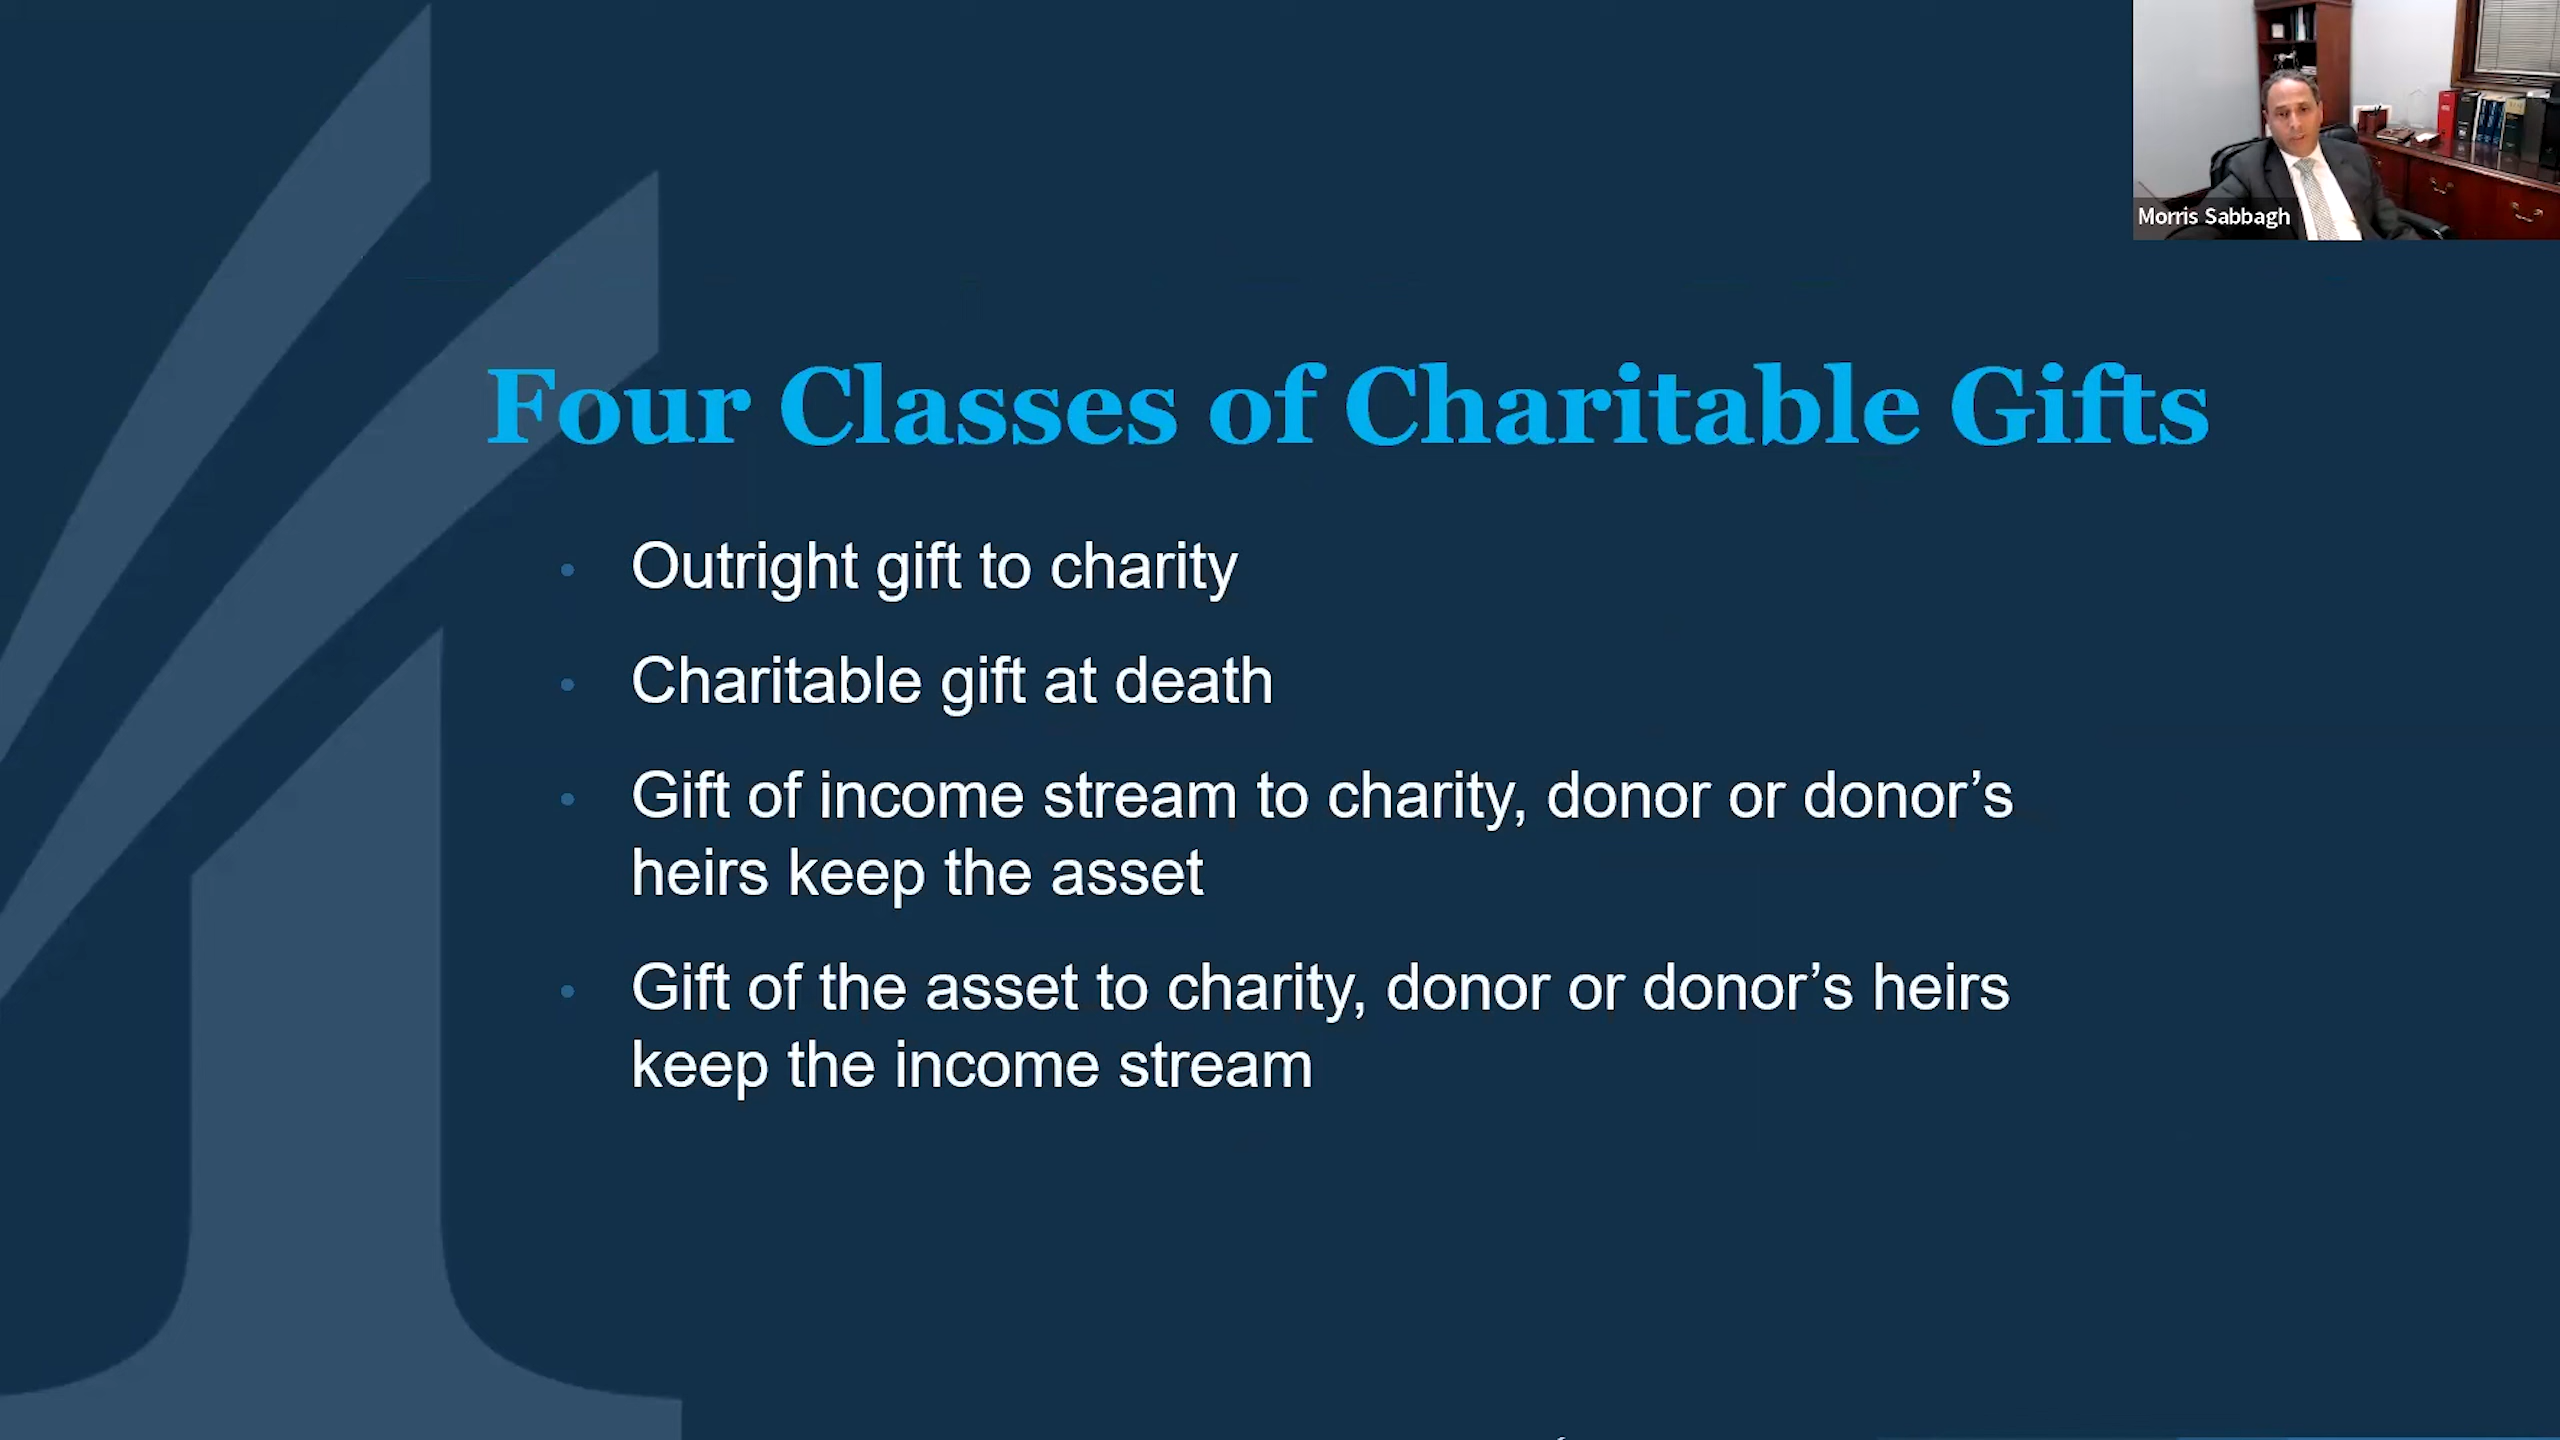 Morris Sabbagh
Four Classes of Charitable Gifts
• Outright gift to charity
• Charitable gift at death
• Gift of income stream to charity, donor or donor’s
heirs keep the asset
• Gift of the asset to charity, donor or donor’s heirs
keep the income stream